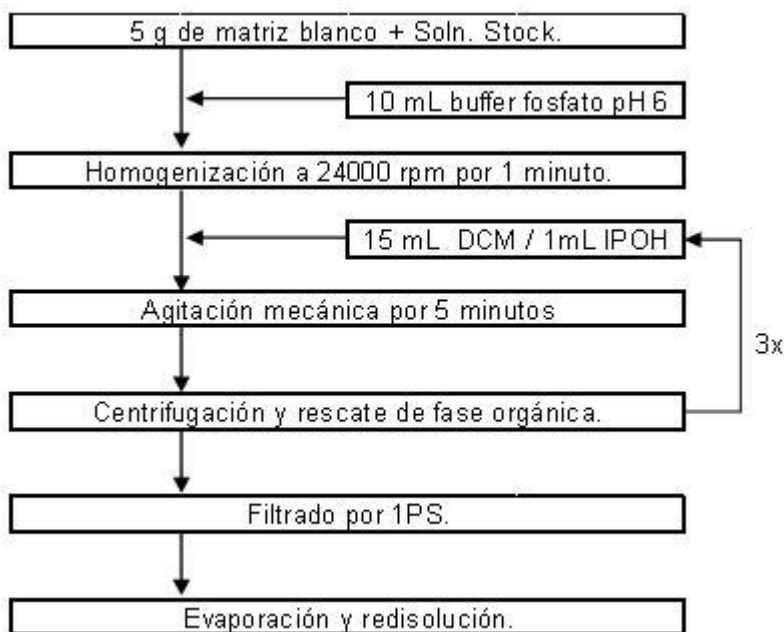 5 g de matriz blanco + Soln. Stock.
10 mL buffer fosfato pH 6
Homogenización a 24000 rpm por 1 minuto.
15 mL DCM / 1mL IPOH
Agitación mecánica por 5 minutos
3x
Centrifugación y rescate de fase orgánica.
Filtrado por 1PS.
Evaporación y redisolución.